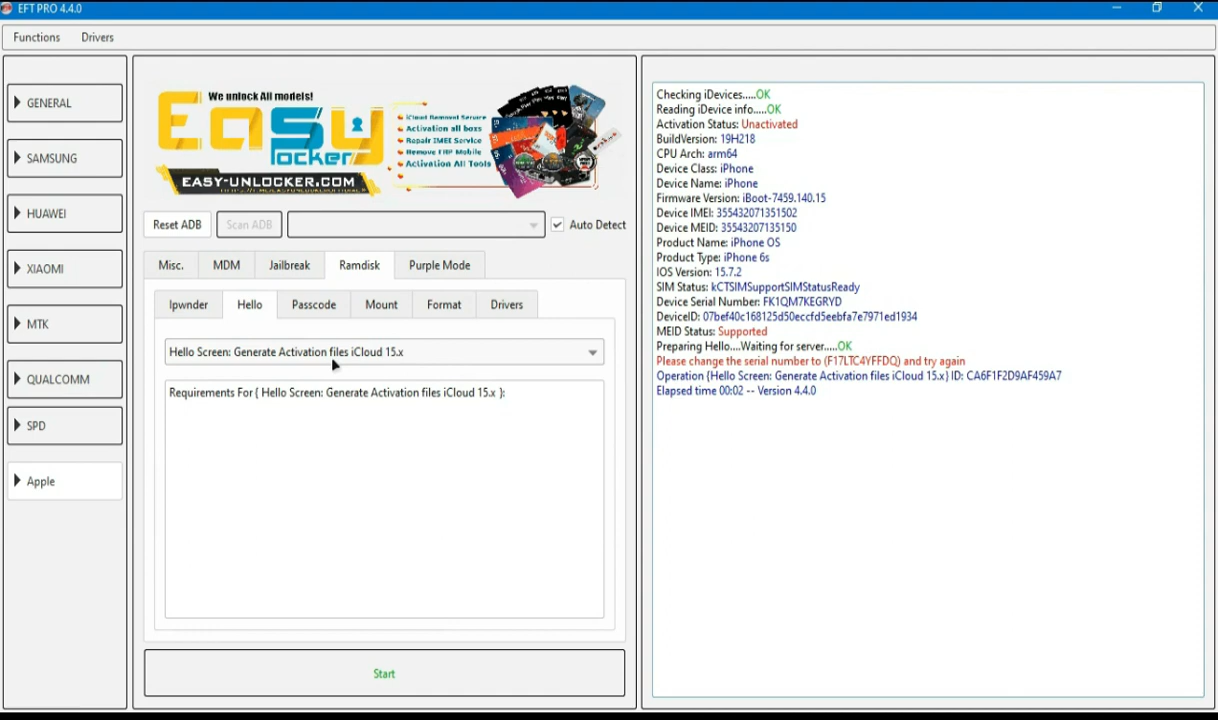 EFT PRO 4.4.0
Functions Drivers
GENERAL
SAMSUNG
HUAWEI
XIAOMI
MTK
QUALCOMM
SPD
Apple
We unlock All models!
Easy
locker
EASY-UNLOCKER.COM
iCloud Removal Service
Activation all boxs
Repair IMEI Service
Remove FRP Mobile
Activation All Tools
Reset ADB Scan ADB Auto Detect
Misc. MDM Jailbreak Ramdisk Purple Mode
Ipwnder Hello Passcode Mount Format Drivers
Hello Screen: Generate Activation files iCloud 15.x
Requirements For { Hello Screen: Generate Activation files iCloud 15.x }:
Start
Checking iDevices.....OK
Reading iDevice info....OK
Activation Status: Unactivated
BuildVersion: 19H218
CPU Arch: arm64
Device Class: iPhone
Device Name: iPhone
Firmware Version: iBoot-7459.140.15
Device IMEI: 355432071351502
Device MEID: 35543207135150
Product Name: iPhone OS
Product Type: iPhone 6s
IOS Version: 15.7.2
SIM Status: kCTSIMSupportSIMStatusReady
Device Serial Number: FK1QM7KEGRYD
DeviceID: 07bef40c168125d50eccfd5eebfa7e7971ed1934
MEID Status: Supported
Preparing Hello....Waiting for server.....OK
Please change the serial number to (F17LTC4YFFDQ) and try again
Operation {Hello Screen: Generate Activation files iCloud 15.x} ID: CA6F1F2D9AF459A7
Elapsed time 00:02 -- Version 4.4.0